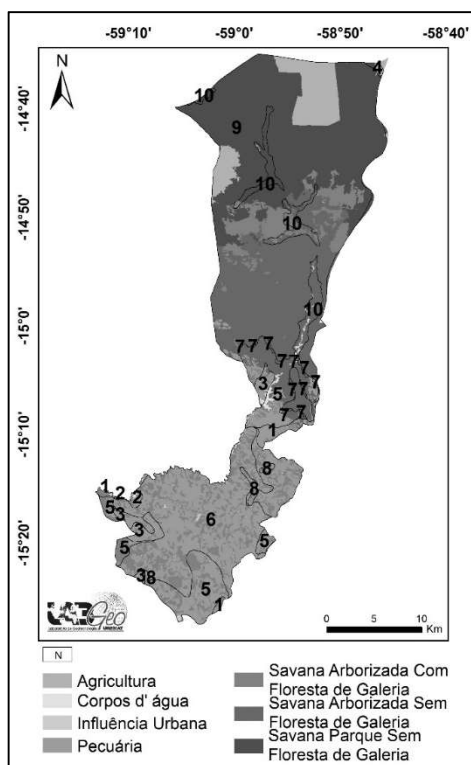 -59°10' -59°0' -58°50' -58°40'
N
-14°40'
-14°50'
-15°0'
-15°10'
-15°20'
4
10
9
10
10
10
7 7 7
7 7 7
3 7 7 7
5
7 7
1
8
1 2 2
8
5 3
6
3
5
5
3 8
5
1
LABGeo
UNEMAT
0 5 10
Km
N
Agricultura
Corpos d' água
Influência Urbana
Pecuária
Savana Arborizada Com
Floresta de Galeria
Savana Arborizada Sem
Floresta de Galeria
Savana Parque Sem
Floresta de Galeria